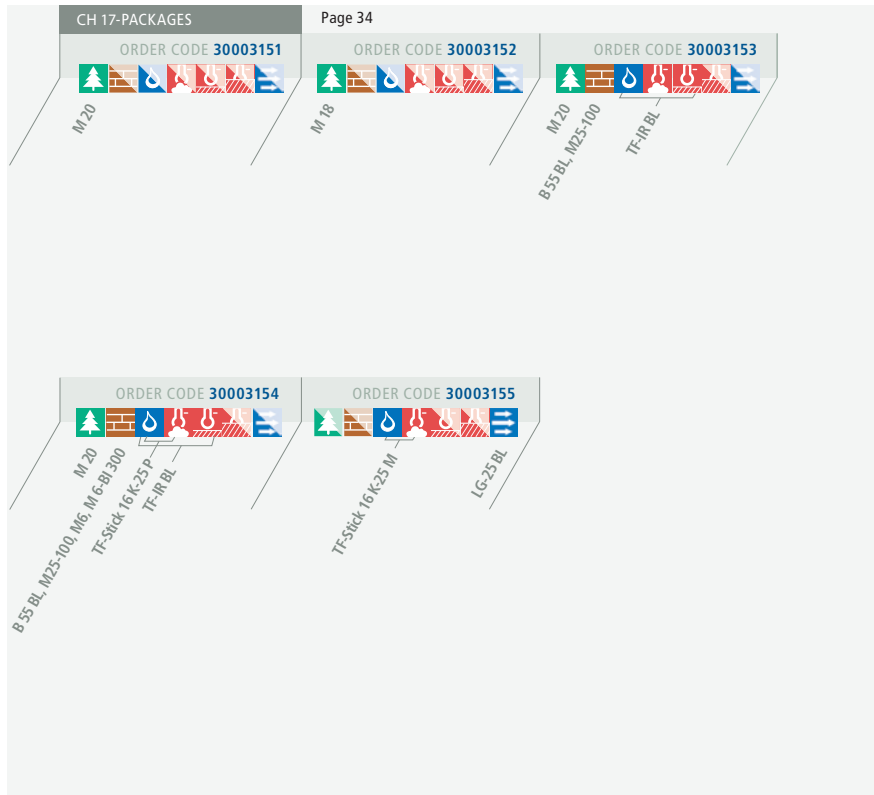 CH 17-PACKAGES
Page 34
ORDER CODE 30003151
M 20
ORDER CODE 30003152
M 18
ORDER CODE 30003153
M 20
B 55 BL, M25-100
TF-IR BL
ORDER CODE 30003154
M 20
B 55 BL, M25-100, M6, M 6-BI 300
TF-Stick 16 K-25 P
TF-IR BL
ORDER CODE 30003155
TF-Stick 16 K-25 M
LG-25 BL